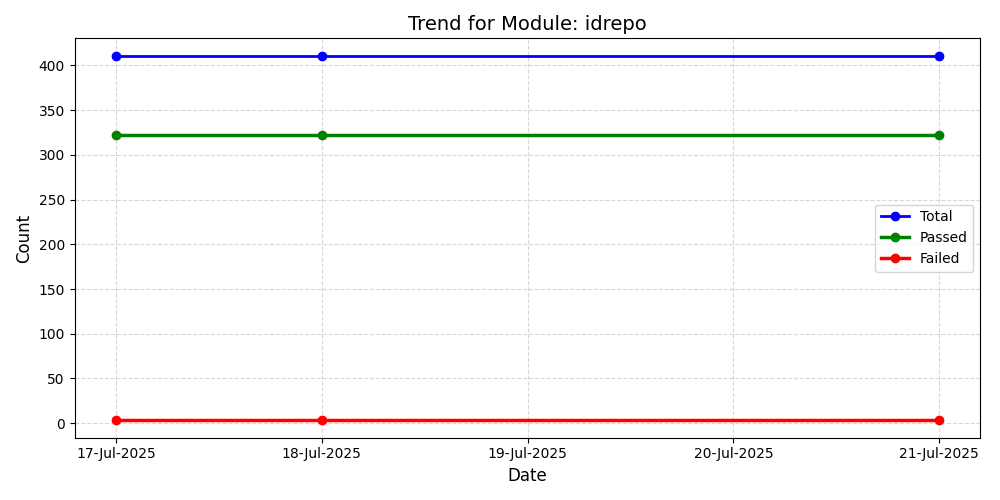 Trend for Module: idrepo
Count
400
350
300
250
200
150
100
50
0
Total
Passed
Failed
17-Jul-2025
18-Jul-2025
19-Jul-2025
20-Jul-2025
21-Jul-2025
Date